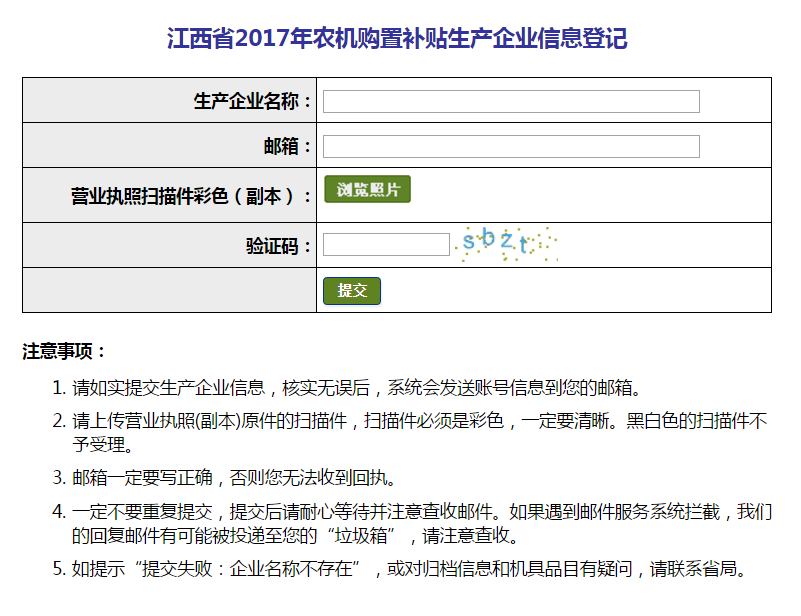 江西省2017年农机购置补贴生产企业信息登记
生产企业名称：
邮箱：
营业执照扫描件彩色（副本）： 浏览照片
验证码： sbzt
提交
注意事项：
1. 请如实提交生产企业信息，核实无误后，系统会发送账号信息到您的邮箱。
2. 请上传营业执照(副本)原件的扫描件，扫描件必须是彩色，一定要清晰。黑白色的扫描件不
予受理。
3. 邮箱一定要写正确，否则您无法收到回执。
4. 一定不要重复提交，提交后请耐心等待并注意查收邮件。如果遇到邮件服务系统拦截，我们
的回复邮件有可能被投递至您的“垃圾箱”，请注意查收。
5. 如提示“提交失败：企业名称不存在”，或对归档信息和机具品目有疑问，请联系省局。